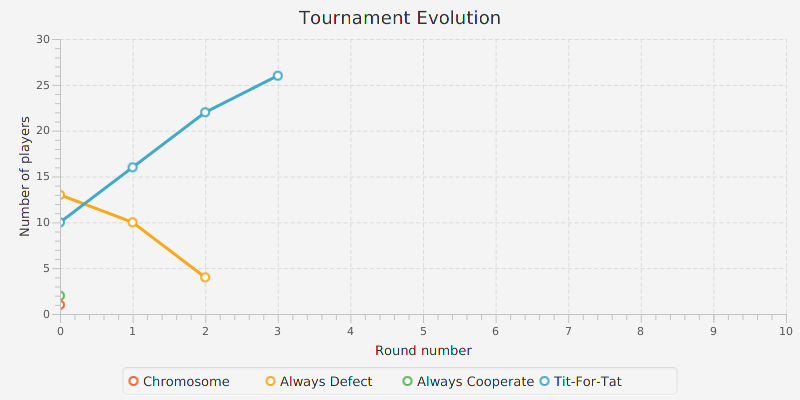 Tournament Evolution
Number of players
30
25
20
15
10
5
0
0 1 2 3 4 5 6 7 8 9 10
Round number
Chromosome Always Defect Always Cooperate Tit-For-Tat